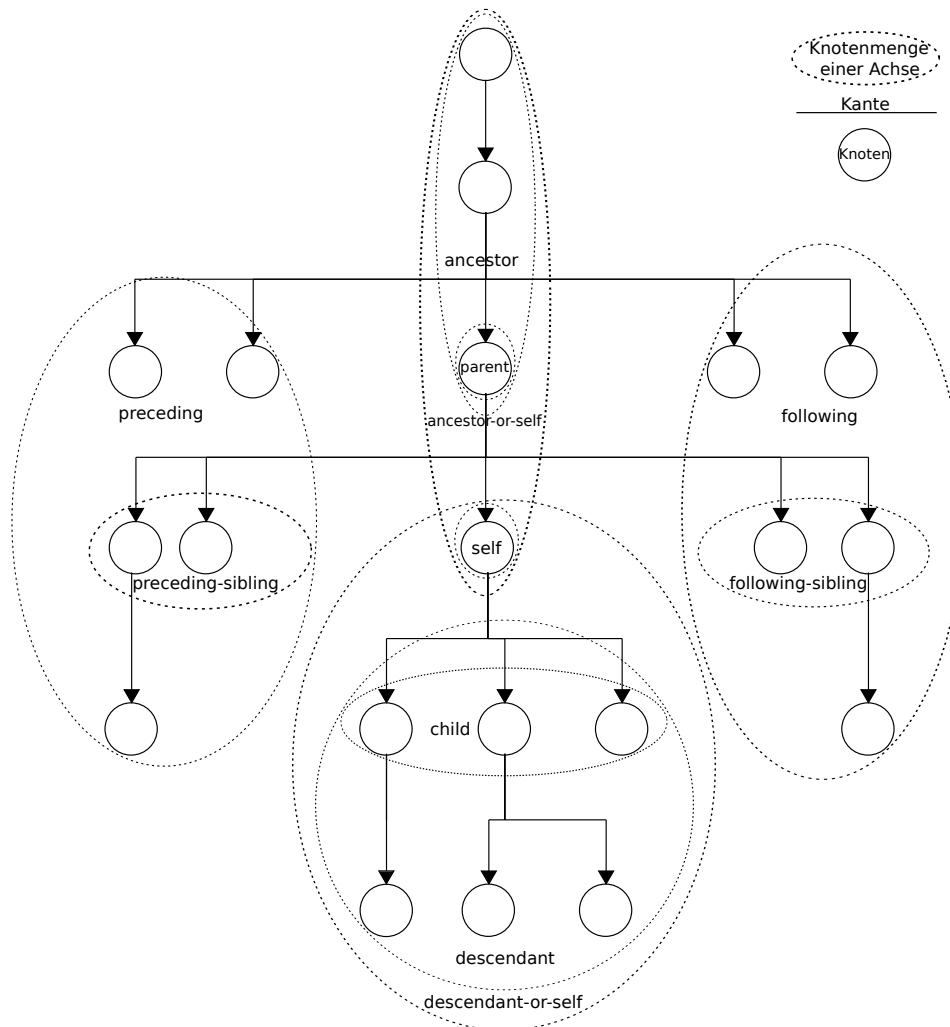 Knotenmenge
einer Achse
Kante
Knoten
ancestor
parent
preceding
following
ancestor-or-self
self
preceding-sibling
following-sibling
child
descendant
descendant-or-self